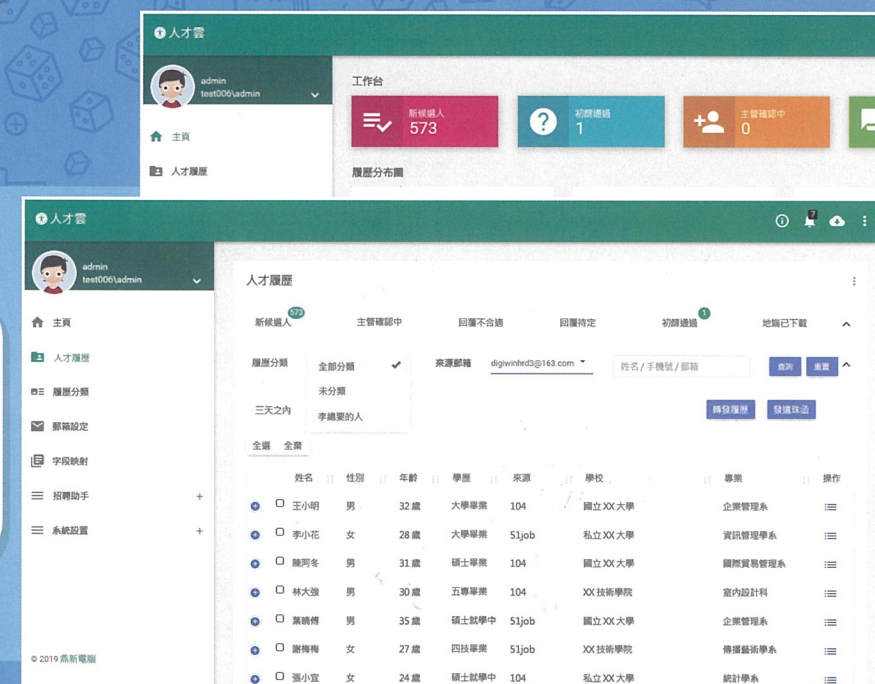 人才雲
admin
test006\admin
工作台
新候選人
573
初篩通過
1
主管確認中
0
主頁
人才履歷
履歷分布圖
人才雲
7
admin
test006\admin
主頁
人才履歷
履歷分類
郵箱設定
字段映射
招聘助手 +
系統設置 +
© 2019 鼎新電腦
人才履歷
新候選人 573 主管確認中 回覆不合適 回覆待定 初篩通過 1 地端已下載
履歷分類 全部分類 來源郵箱 digiwinhrd3@163.com 姓名/手機號/郵箱 查詢 重置
未分類
三天之內 李總要的人 轉發履歷 發遺珠函
全選 全棄
姓名 性別 年齡 學歷 來源 學校 專業 操作
王小明 男 32歲 大學畢業 104 國立XX大學 企業管理系
李小花 女 28歲 大學畢業 51job 私立XX大學 資訊管理學系
陳阿冬 男 31歲 碩士畢業 104 國立XX大學 國際貿易管理系
林大強 男 30歲 五專畢業 104 XX技術學院 室內設計科
葉曉傅 男 35歲 碩士就學中 51job 國立XX大學 企業管理系
謝梅梅 女 27歲 四技畢業 51job XX技術學院 傳播藝術學系
張小宜 女 24歲 碩士就學中 104 私立XX大學 統計學系